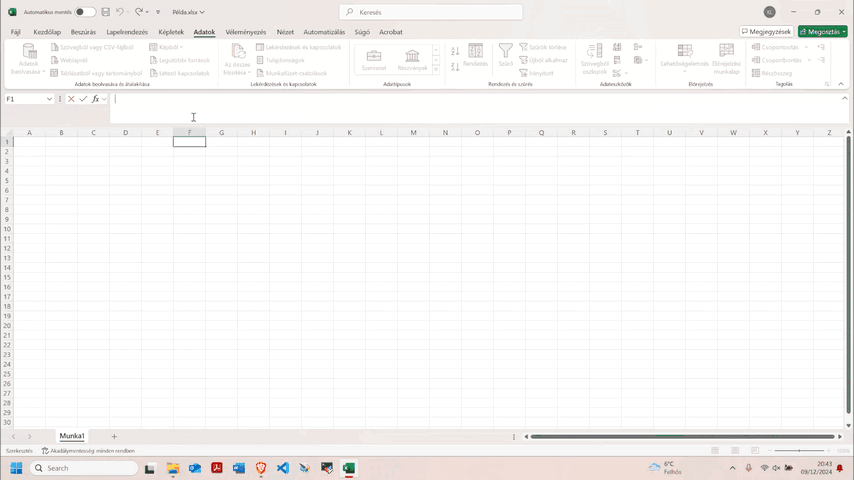 Automatikus mentés
Példa.xlsx
Keresés
KL
Fájl Kezdőlap Beszúrás Lapelrendezés Képletek Adatok Véleményezés Nézet Automatizálás Súgó Acrobat
Megjegyzések
Megosztás
Adatok beolvasása
Szövegből vagy CSV-fájlból
Webhelyről
Táblázatból vagy tartományból
Képből
Legutóbbi források
Létező kapcsolatok
Adatok beolvasása és átalakítása
Az összes frissítése
Lekérdezések és kapcsolatok
Tulajdonságok
Munkafüzet-csatolások
Lekérdezések és kapcsolatok
Szervezet
Részvények
Adattípusok
Rendezés
Szűrő
Szűrők törlése
Újból alkalmaz
Irányított
Rendezés és szűrés
Szövegből oszlopok
Adateszközök
Lehetőségelemzés
Előrejelzés munkalap
Előrejelzés
Csoportosítás
Csoportbontás
Részösszeg
Tagolás
F1
fx
A B C D E F G H I J K L M N O P Q R S T U V W X Y Z
1
2
3
4
5
6
7
8
9
10
11
12
13
14
15
16
17
18
19
20
21
22
23
24
25
26
27
28
29
30
Munka1
Szerkesztés
Akadálymentesség: minden rendben
100%
Search
6°C
Felhős
20:43
09/12/2024